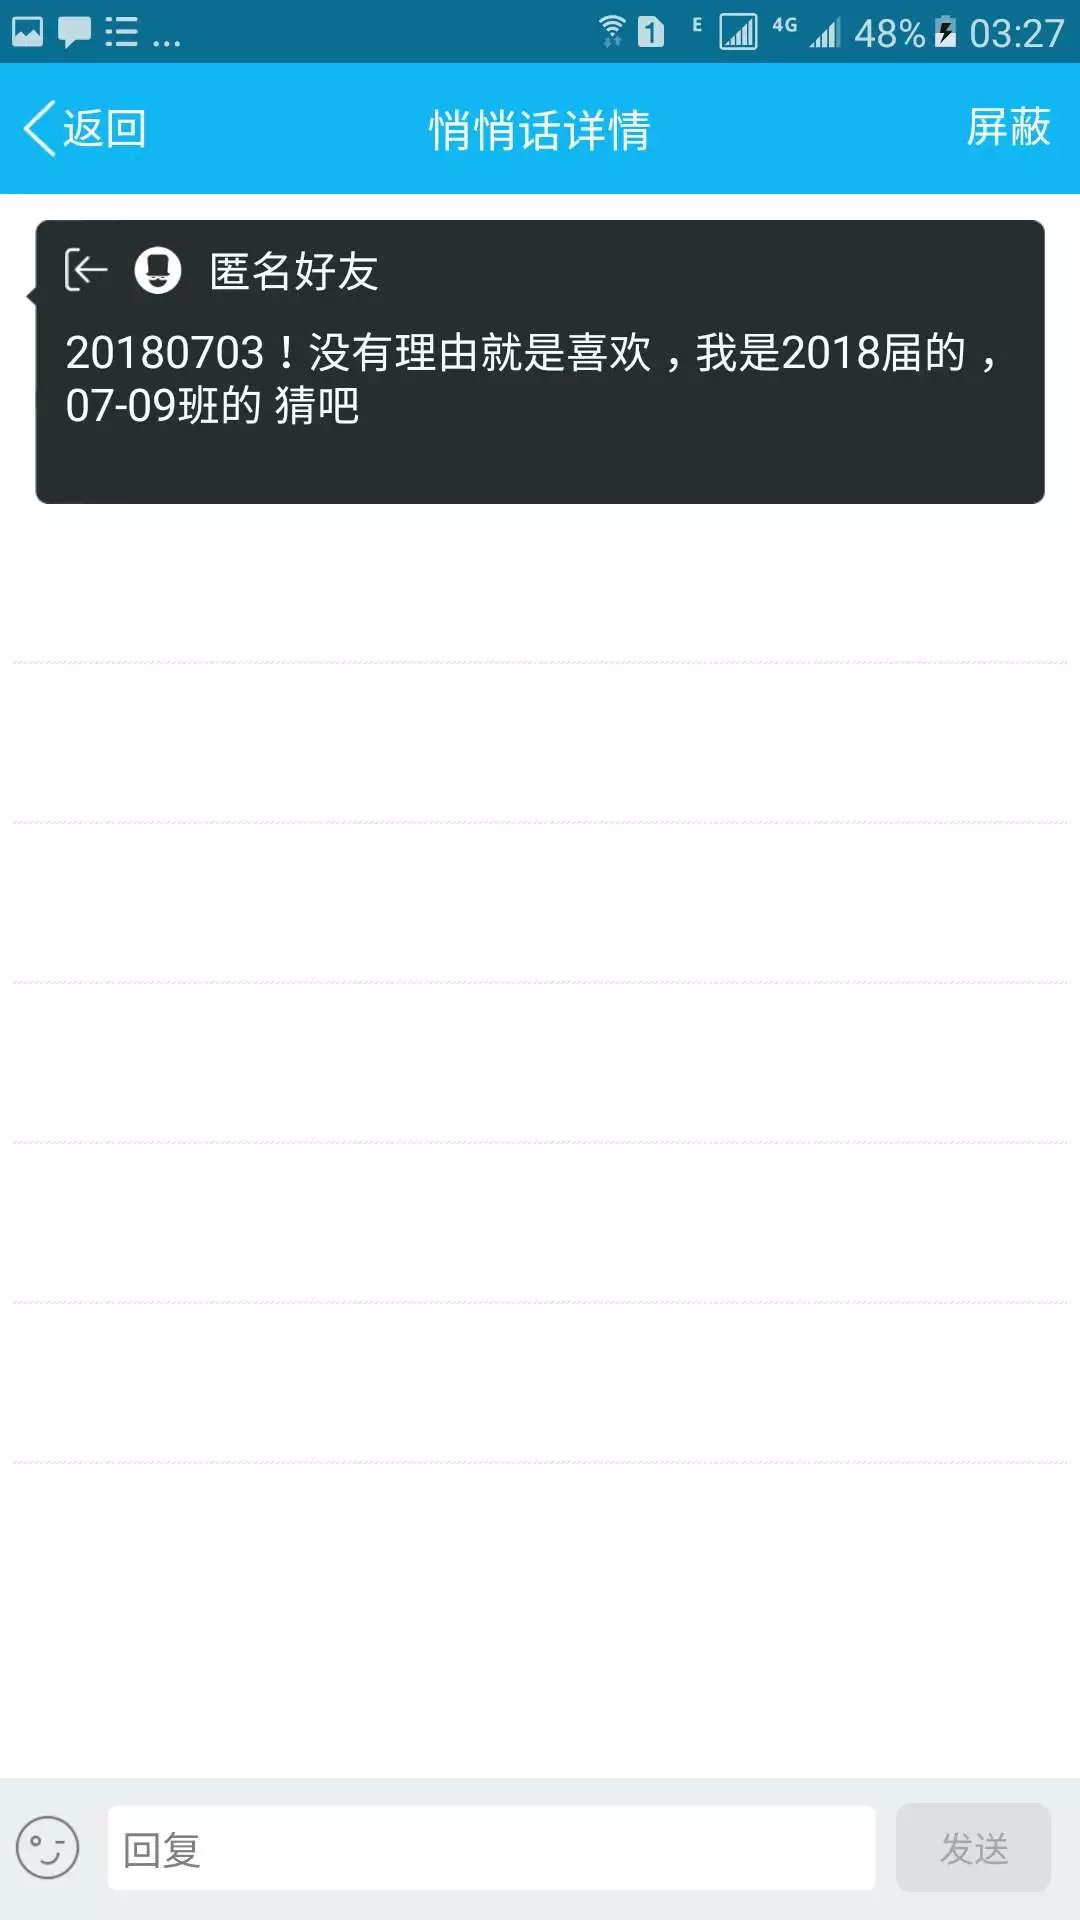 ... 1 E 4G 48% 03:27
返回 悄悄话详情 屏蔽
匿名好友
20180703！没有理由就是喜欢，我是2018届的，
07-09班的 猜吧
回复 发送